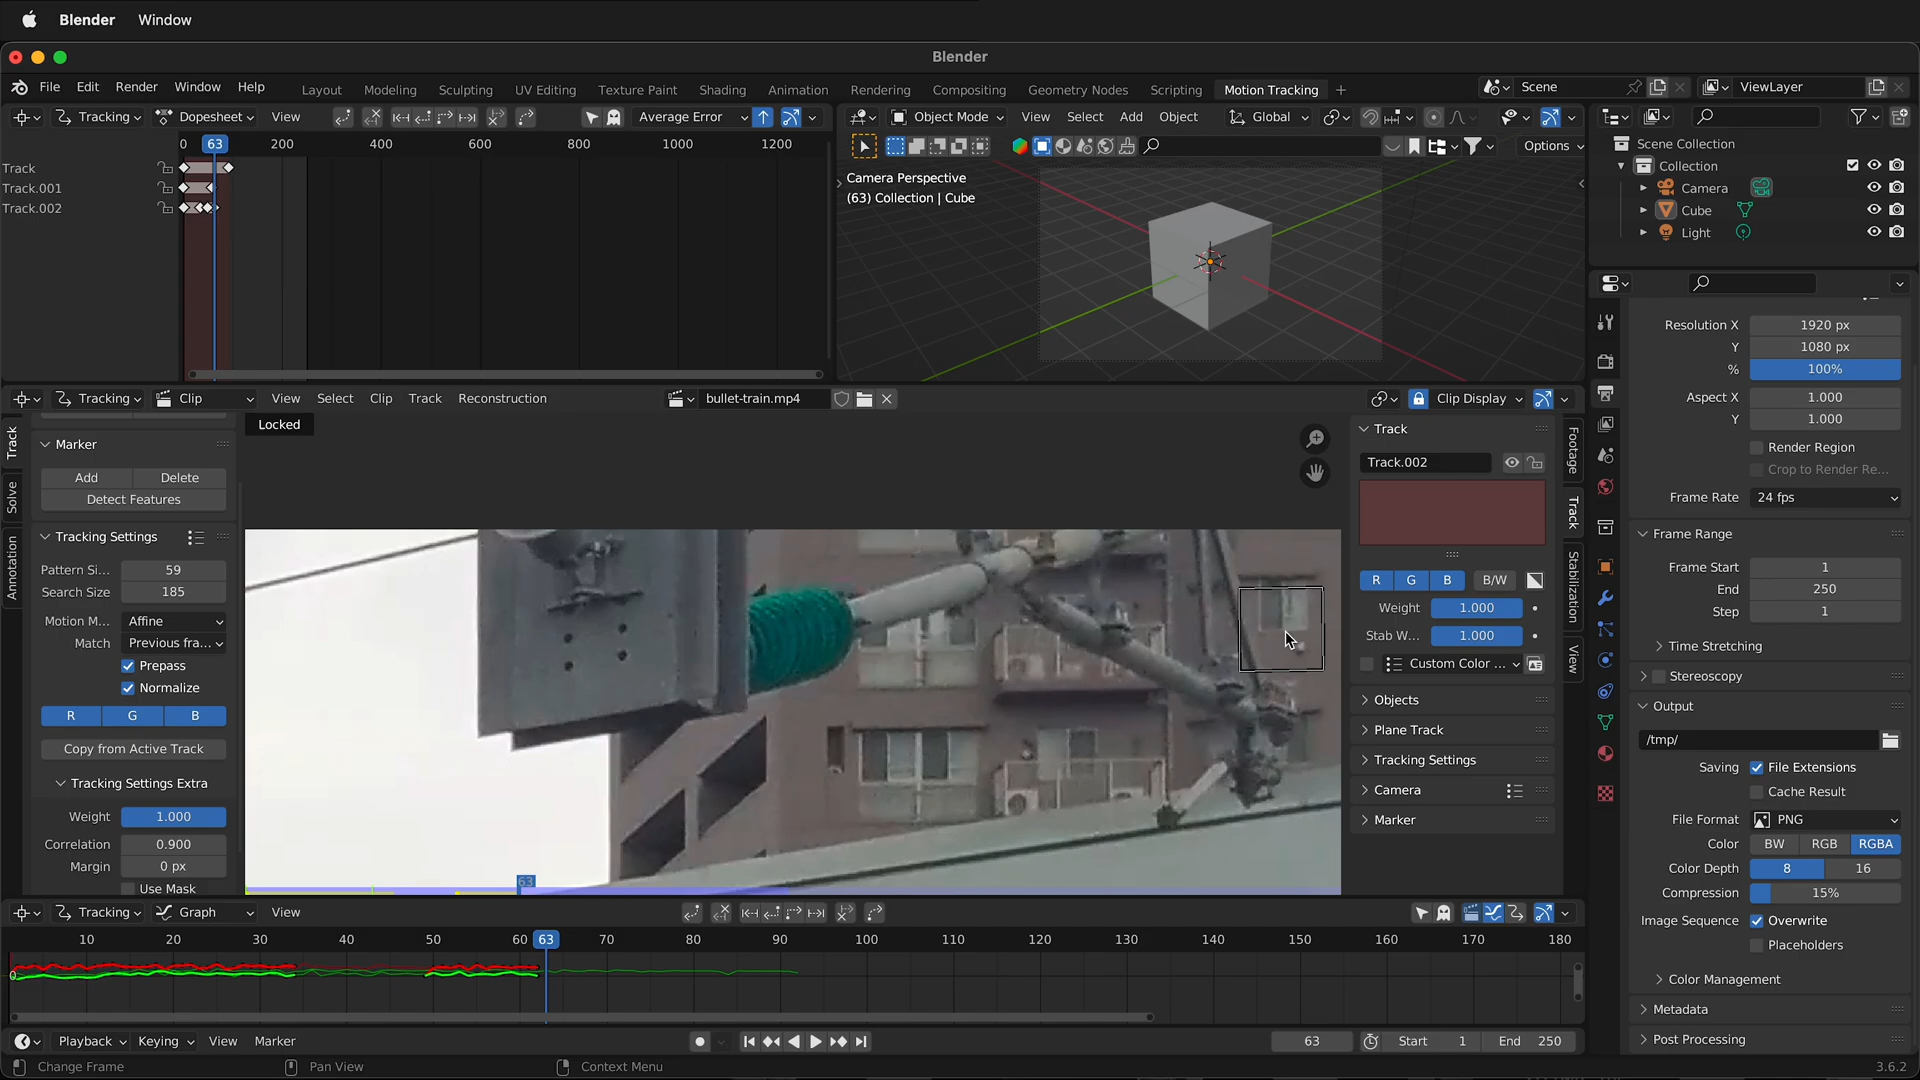 Blender Window
Blender
File Edit Render Window Help Layout Modeling Sculpting UV Editing Texture Paint Shading Animation Rendering Compositing Geometry Nodes Scripting Motion Tracking + Scene ViewLayer
Tracking Dopesheet View Average Error
0 63 200 400 600 800 1000 1200
Track
Track.001
Track.002
Object Mode View Select Add Object Global
Options
Camera Perspective
(63) Collection | Cube
Scene Collection
Collection
Camera
Cube
Light
Tracking Clip View Select Clip Track Reconstruction bullet-train.mp4 Clip Display
Locked
Track
Solve
Annotation
Marker
Add Delete
Detect Features
Tracking Settings
Pattern Si... 59
Search Size 185
Motion M... Affine
Match Previous fra...
Prepass
Normalize
R G B
Copy from Active Track
Tracking Settings Extra
Weight 1.000
Correlation 0.900
Margin 0 px
Use Mask
63
Track
Track.002
R G B B/W
Weight 1.000
Stab W... 1.000
Custom Color ...
Objects
Plane Track
Tracking Settings
Camera
Marker
Footage
Track
Stabilization
View
Resolution X 1920 px
Y 1080 px
% 100%
Aspect X 1.000
Y 1.000
Render Region
Crop to Render Re...
Frame Rate 24 fps
Frame Range
Frame Start 1
End 250
Step 1
Time Stretching
Stereoscopy
Output
/tmp/
Saving File Extensions
Cache Result
File Format PNG
Color BW RGB RGBA
Color Depth 8 16
Compression 15%
Image Sequence Overwrite
Placeholders
Color Management
Metadata
Post Processing
Tracking Graph View
10 20 30 40 50 60 63 70 80 90 100 110 120 130 140 150 160 170 180
0
Playback Keying View Marker 63 Start 1 End 250
Change Frame Pan View Context Menu 3.6.2